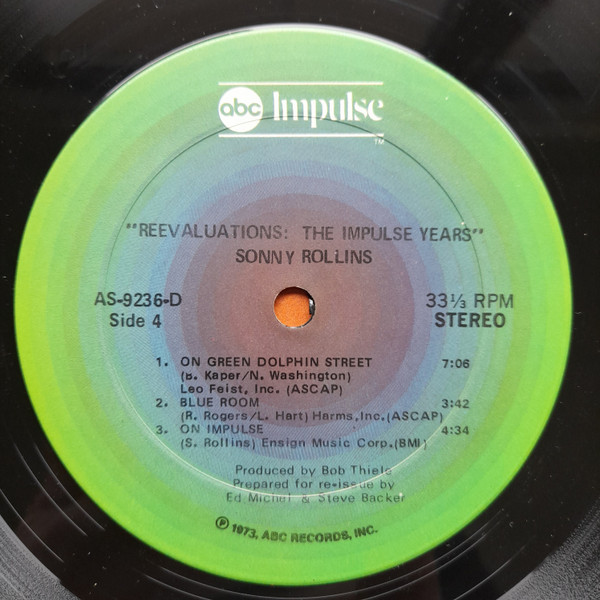 abc Impulse
TM
"REEVALUATIONS: THE IMPULSE YEARS"
SONNY ROLLINS
AS-9236-D 33⅓ RPM
Side 4 STEREO
1. ON GREEN DOLPHIN STREET 7:06
(B. Kaper/N. Washington)
Leo Feist, Inc. (ASCAP)
2. BLUE ROOM 3:42
(R. Rogers/L. Hart) Harms, Inc. (ASCAP)
3. ON IMPULSE 4:34
(S. Rollins) Ensign Music Corp. (BMI)
Produced by Bob Thiele
Prepared for re-issue by
Ed Michel & Steve Backer
℗ 1973, ABC RECORDS, INC.